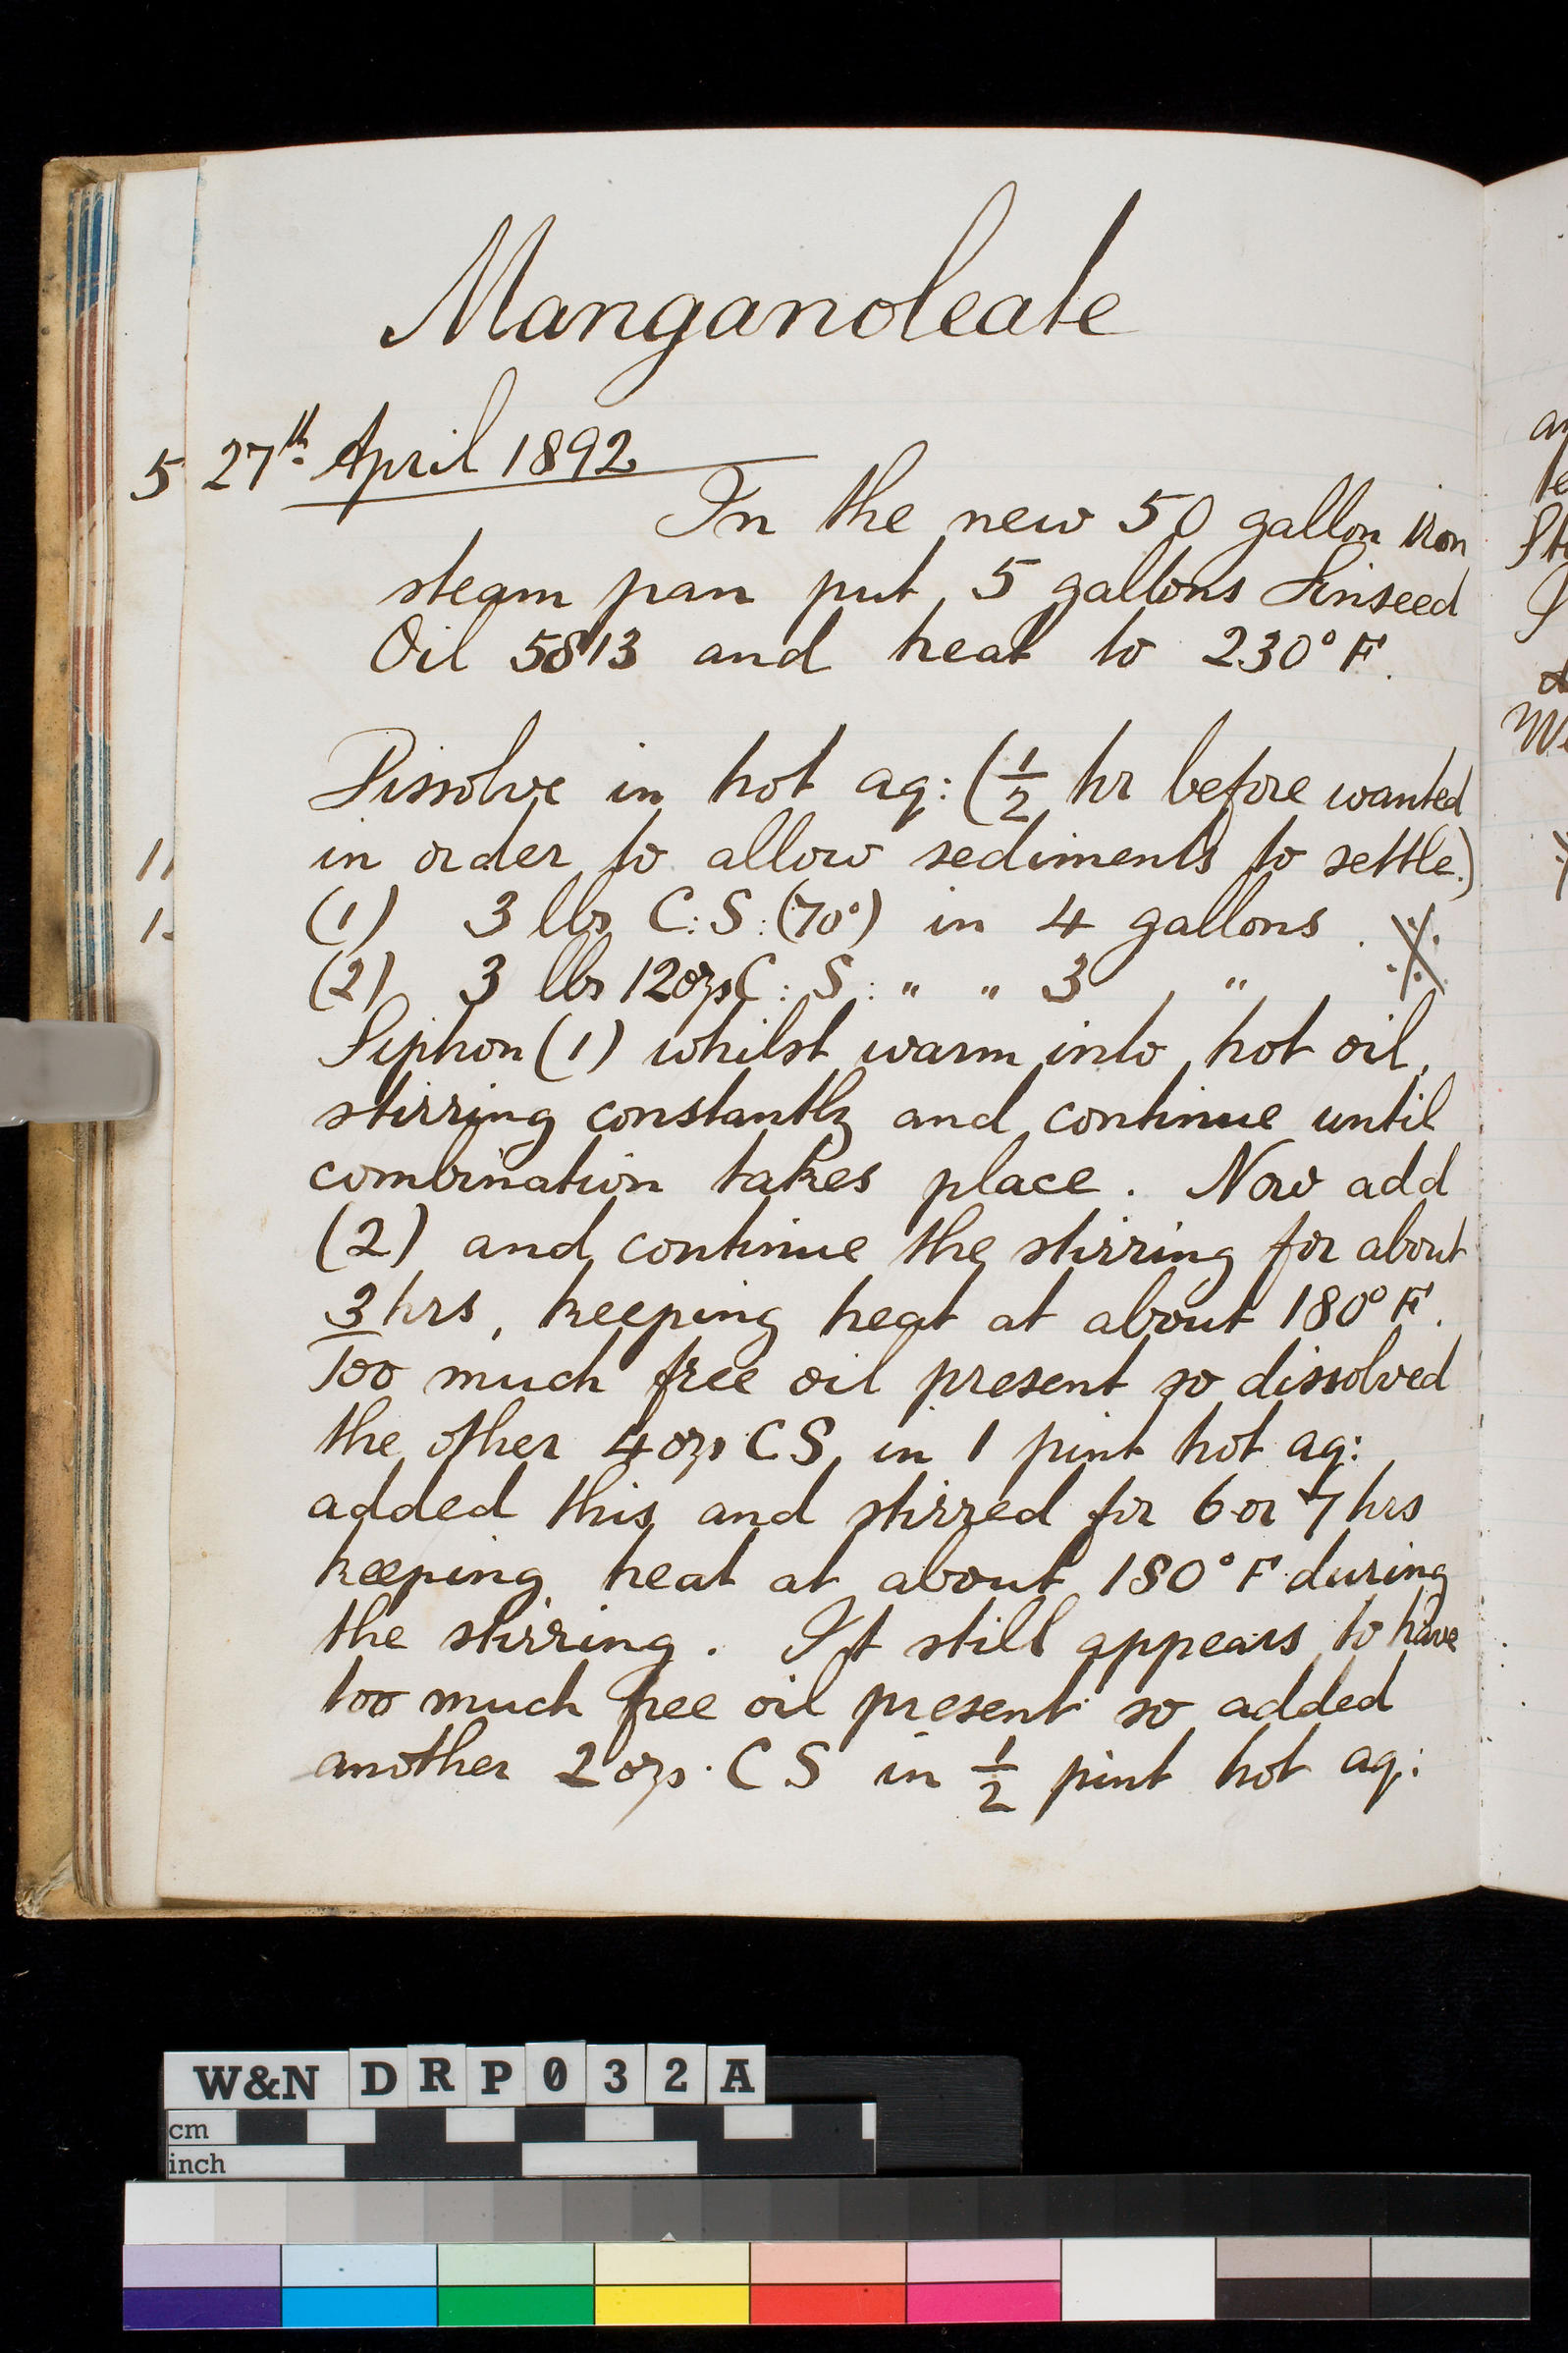 Manganoleate
5 27th April 1892
In the new 50 gallon iron
steam pan put 5 gallons Linseed
Oil 5813 and heat to 230° F.
Dissolve in hot aq: (1/2 hr before wanted
in order to allow sediments to settle.)
(1) 3 lbs C:S:(70°) in 4 gallons.
(2) 3 lbs 12ozs C:S: " " 3 "
Siphon (1) whilst warm into hot oil,
stirring constantly and continue until
combination takes place. Now add
(2) and continue the stirring for about
3 hrs, keeping heat at about 180° F.
Too much free oil present so dissolved
the other 4 ozs CS in 1 pint hot aq:
added this and stirred for 6 or 7 hrs
keeping heat at about 180° F during
the stirring. It still appears to have
too much free oil present so added
another 2 ozs. CS in 1/2 pint hot aq:
W&N DRP032A
cm
inch